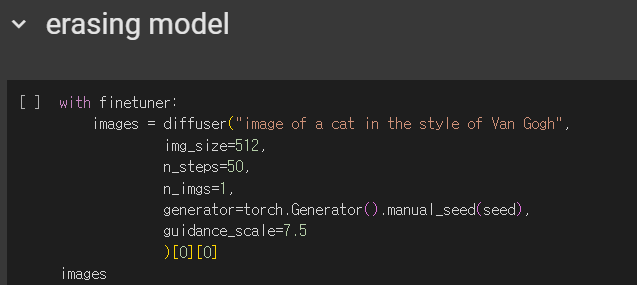 erasing model
[ ] with finetuner:
images = diffuser("image of a cat in the style of Van Gogh",
img_size=512,
n_steps=50,
n_imgs=1,
generator=torch.Generator().manual_seed(seed),
guidance_scale=7.5
)[0][0]
images